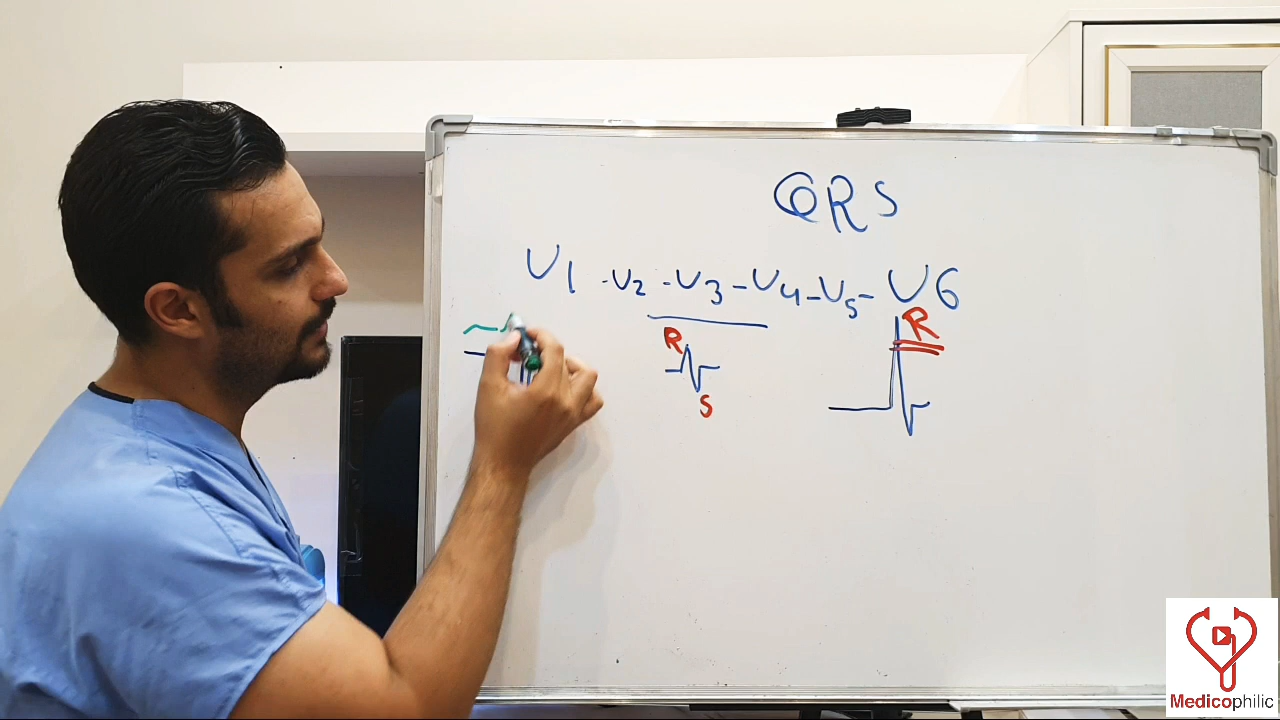 QRS
V1 - V2 - V3 - V4 - V5 - V6
R
R
S
Medicophilic